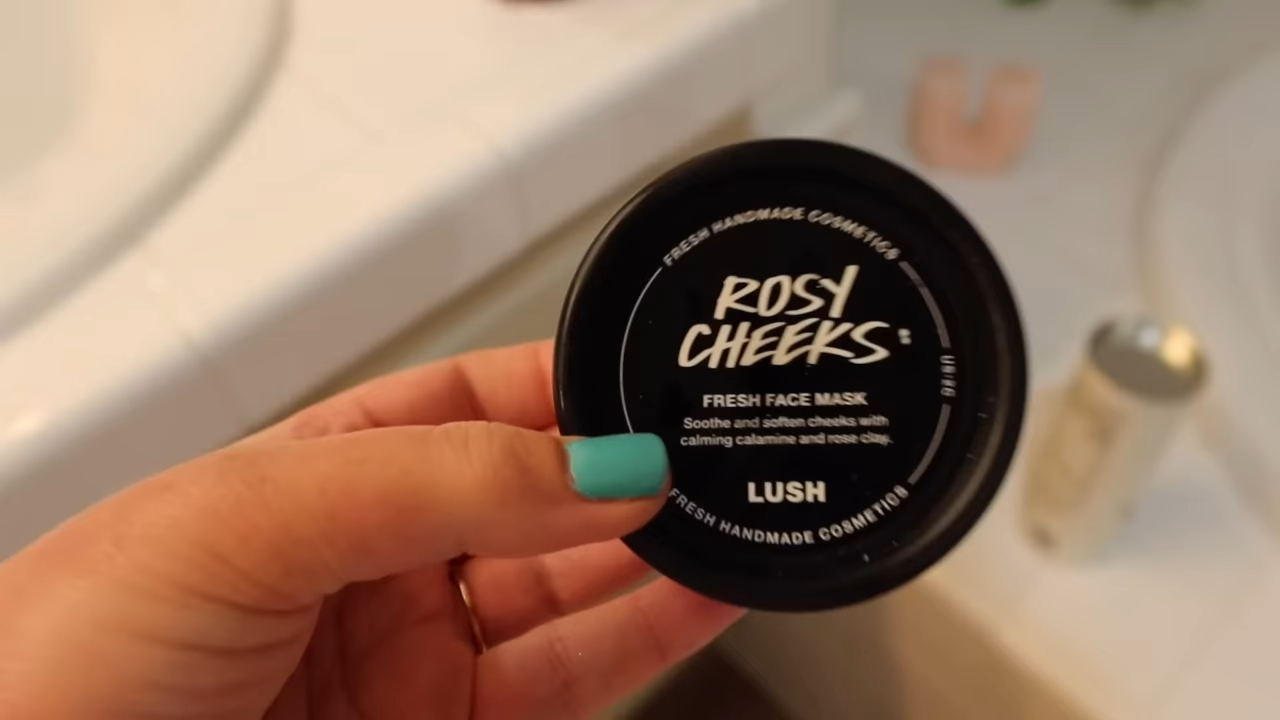 FRESH HANDMADE COSMETICS
ROSY
CHEEKS
FRESH FACE MASK
Soothe and soften cheeks with
calming calamine and rose clay.
LUSH
FRESH HANDMADE COSMETICS